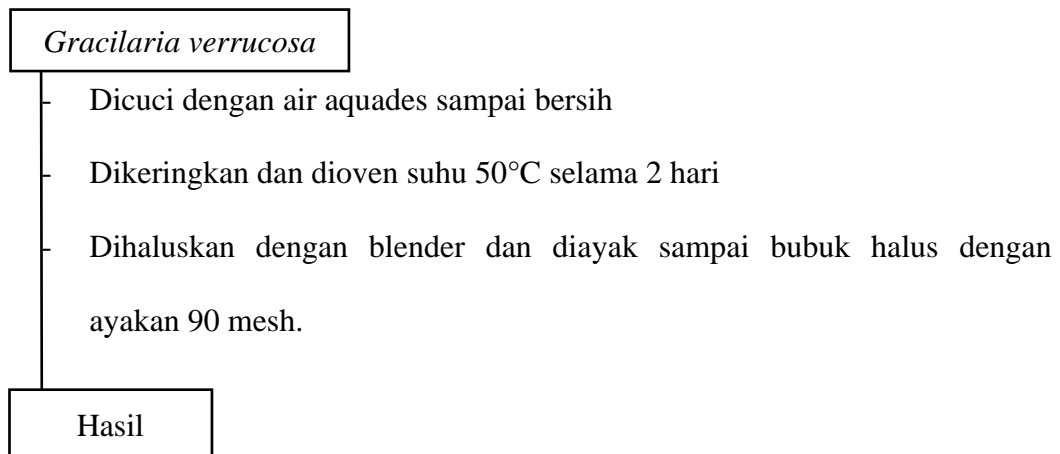 Gracilaria verrucosa
- Dicuci dengan air aquades sampai bersih
- Dikeringkan dan dioven suhu 50°C selama 2 hari
- Dihaluskan dengan blender dan diayak sampai bubuk halus dengan
ayakan 90 mesh.
Hasil